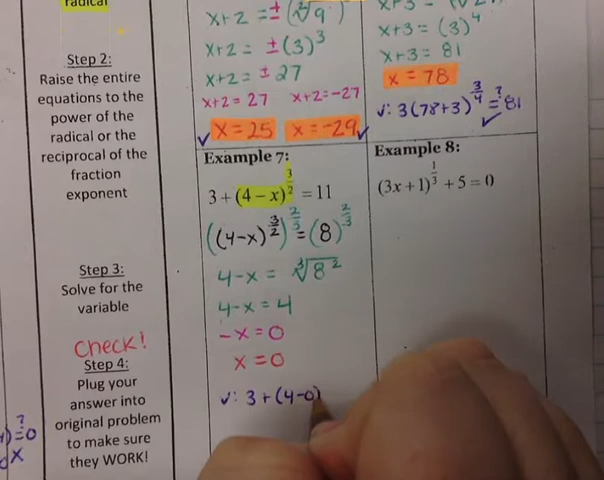 radical
Step 2:
Raise the entire
equations to the
power of the
radical or the
reciprocal of the
fraction
exponent
Step 3:
Solve for the
variable
Check!
Step 4:
Plug your
answer into
original problem
to make sure
they WORK!
x+2 = ± (∛9)
x+2 = ±(3)³
x+2 = ± 27
x+2 = 27 x+2 = -27
✓ x = 25 x = -29 ✓
x+3 = (3)⁴
x+3 = 81
x = 78
✓: 3(78+3)^(3/4) ≟ 81
✓
Example 7:
3 + (4 − x)^(3/2) = 11
((4-x)^(3/2))^(2/3) = (8)^(2/3)
4-x = ∛8²
4-x = 4
-x = 0
x = 0
✓: 3 + (4-0)
Example 8:
(3x + 1)^(1/3) + 5 = 0
≟ 0
x